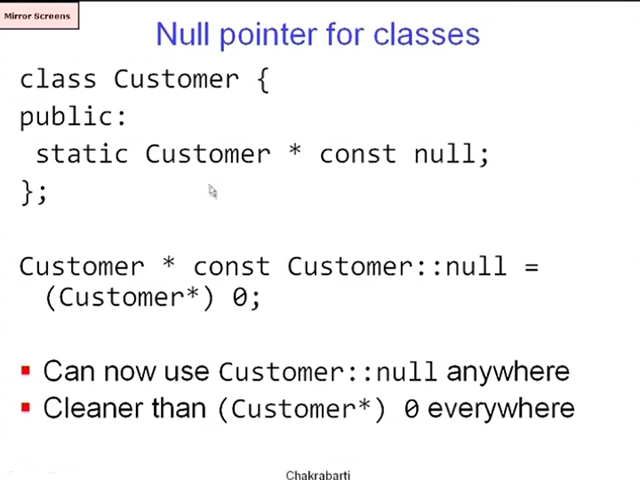 Mirror Screens
Null pointer for classes
class Customer {
public:
static Customer * const null;
};
Customer * const Customer::null =
(Customer*) 0;
Can now use Customer::null anywhere
Cleaner than (Customer*) 0 everywhere
Chakrabarti